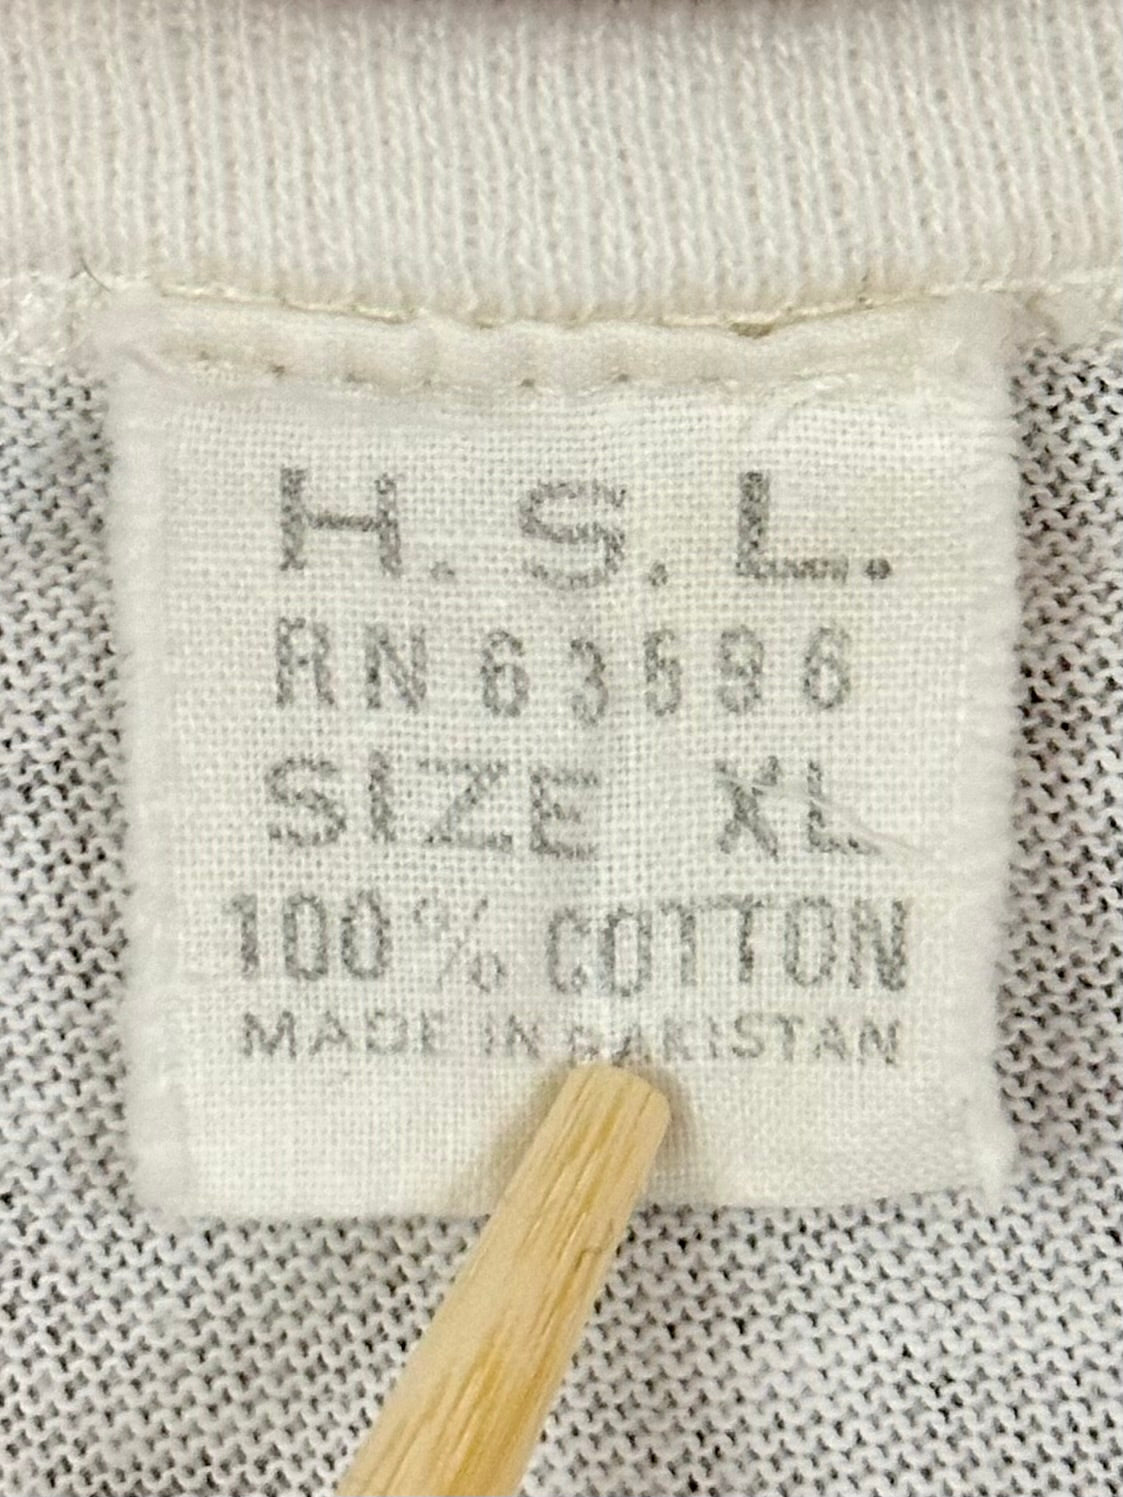 H. S. L.
RN 63596
SIZE XL
100% COTTON
MADE IN PAKISTAN